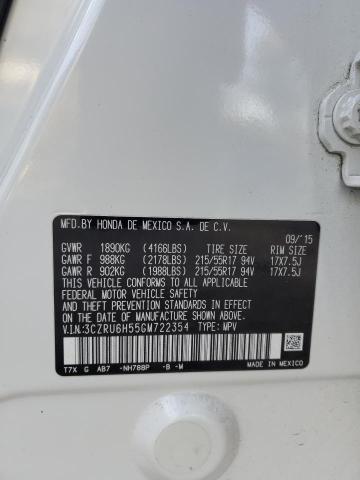 MFD.BY HONDA DE MEXICO S.A. DE C.V.
09/'15
GVWR 1890KG (4166LBS) TIRE SIZE RIM SIZE
GAWR F 988KG (2178LBS) 215/55R17 94V 17X7.5J
GAWR R 902KG (1988LBS) 215/55R17 94V 17X7.5J
THIS VEHICLE CONFORMS TO ALL APPLICABLE
FEDERAL MOTOR VEHICLE SAFETY
AND THEFT PREVENTION STANDARDS IN EFFECT
ON THE DATE OF MANUFACTURE SHOWN ABOVE.
V.I.N:3CZRU6H55GM722354 TYPE: MPV
T7X G AB7 -NH788P -B -M
MADE IN MEXICO